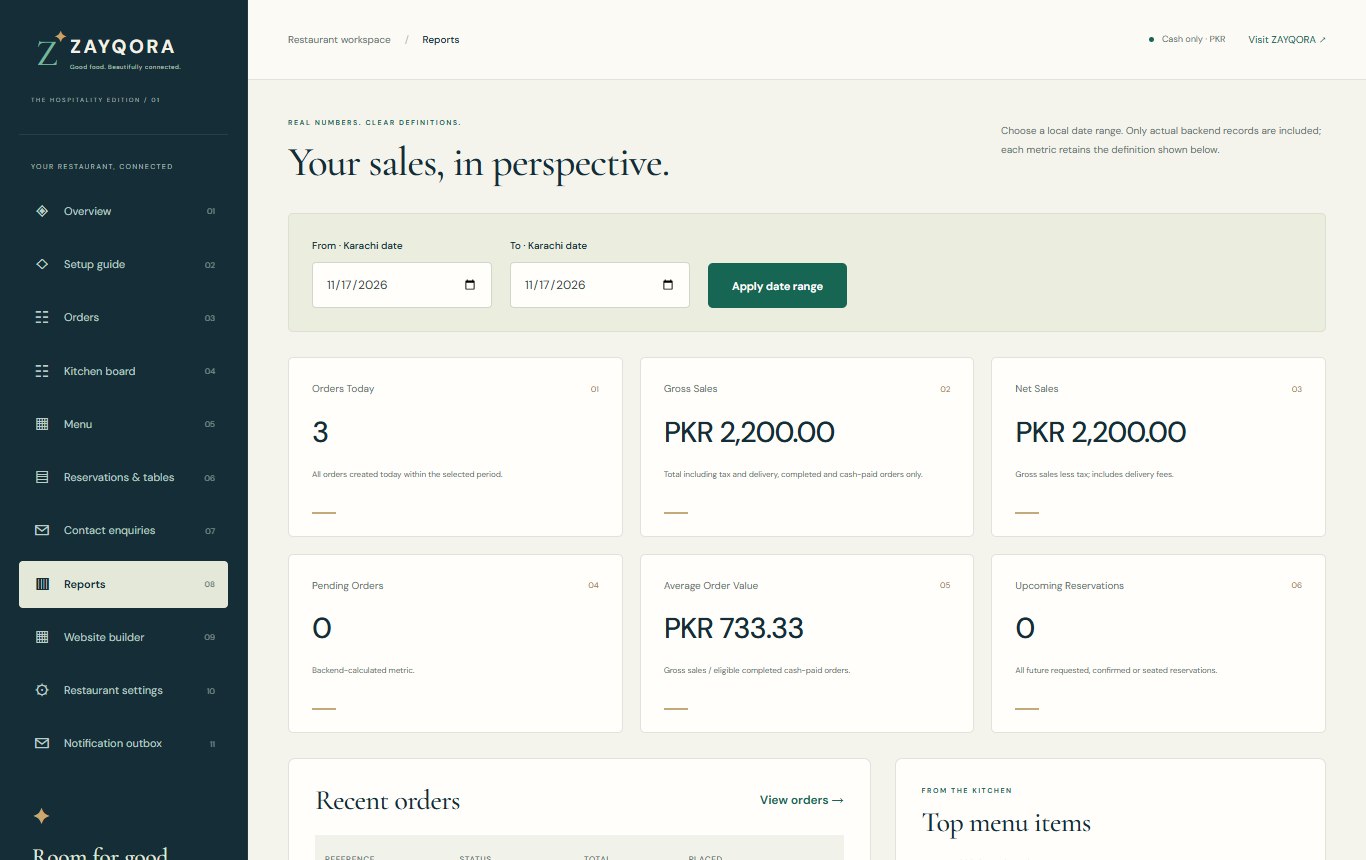 ZAYQORA
Good food. Beautifully connected.
THE HOSPITALITY EDITION / 01
YOUR RESTAURANT, CONNECTED
Overview 01
Setup guide 02
Orders 03
Kitchen board 04
Menu 05
Reservations & tables 06
Contact enquiries 07
Reports 08
Website builder 09
Restaurant settings 10
Notification outbox 11
Room for good
Restaurant workspace / Reports
Cash only · PKR
Visit ZAYQORA ↗
REAL NUMBERS. CLEAR DEFINITIONS.
Your sales, in perspective.
Choose a local date range. Only actual backend records are included;
each metric retains the definition shown below.
From · Karachi date
11/17/2026
To · Karachi date
11/17/2026
Apply date range
Orders Today 01
3
All orders created today within the selected period.
Gross Sales 02
PKR 2,200.00
Total including tax and delivery, completed and cash-paid orders only.
Net Sales 03
PKR 2,200.00
Gross sales less tax; includes delivery fees.
Pending Orders 04
0
Backend-calculated metric.
Average Order Value 05
PKR 733.33
Gross sales / eligible completed cash-paid orders.
Upcoming Reservations 06
0
All future requested, confirmed or seated reservations.
Recent orders
View orders →
REFERENCE STATUS TOTAL PLACED
FROM THE KITCHEN
Top menu items